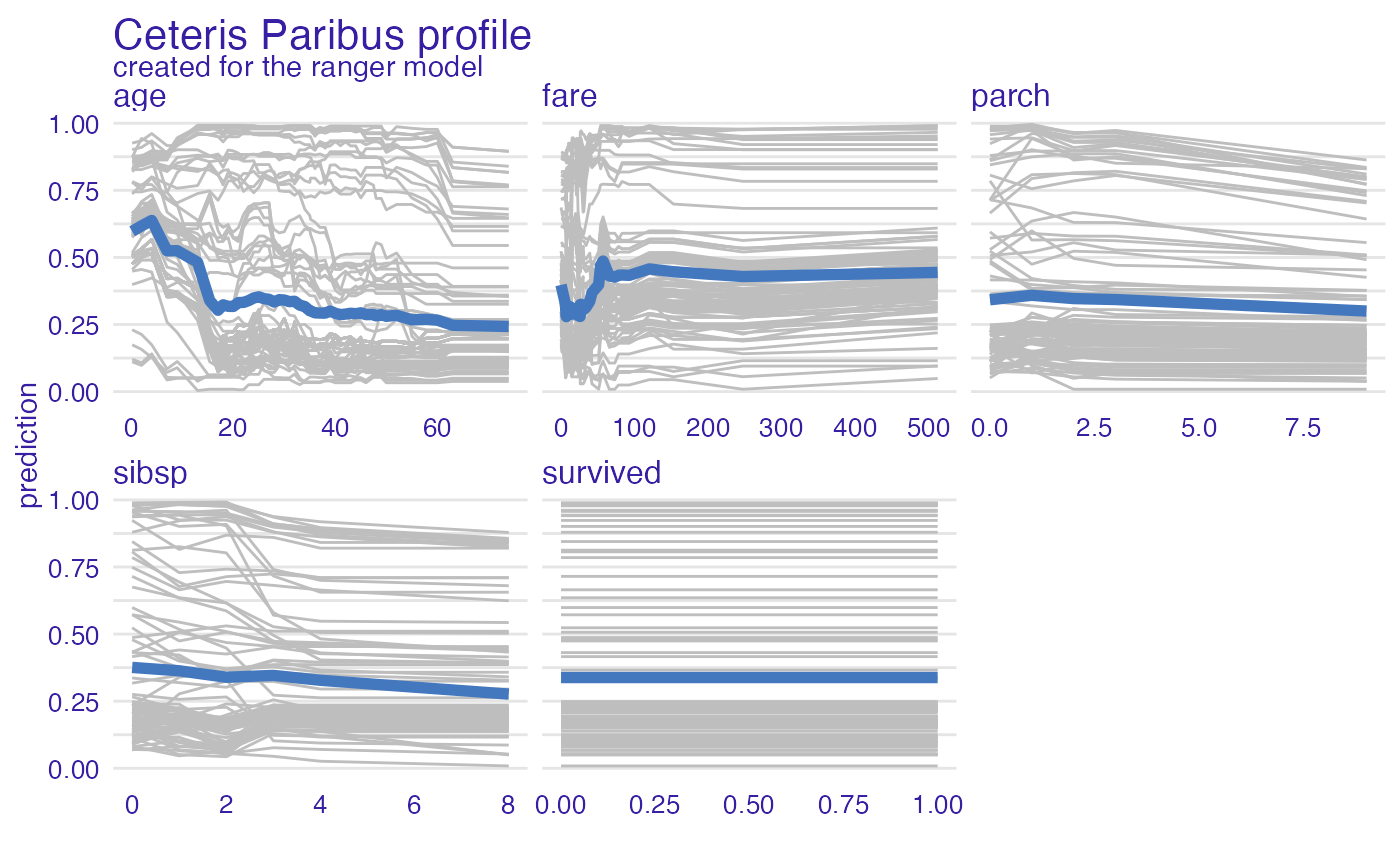 Ceteris Paribus profile
created for the ranger model
age fare parch
1.00
0.75
0.50
0.25
0.00
0 20 40 60 0 100 200 300 400 500 0.0 2.5 5.0 7.5
prediction
sibsp survived
1.00
0.75
0.50
0.25
0.00
0 2 4 6 8 0.00 0.25 0.50 0.75 1.00